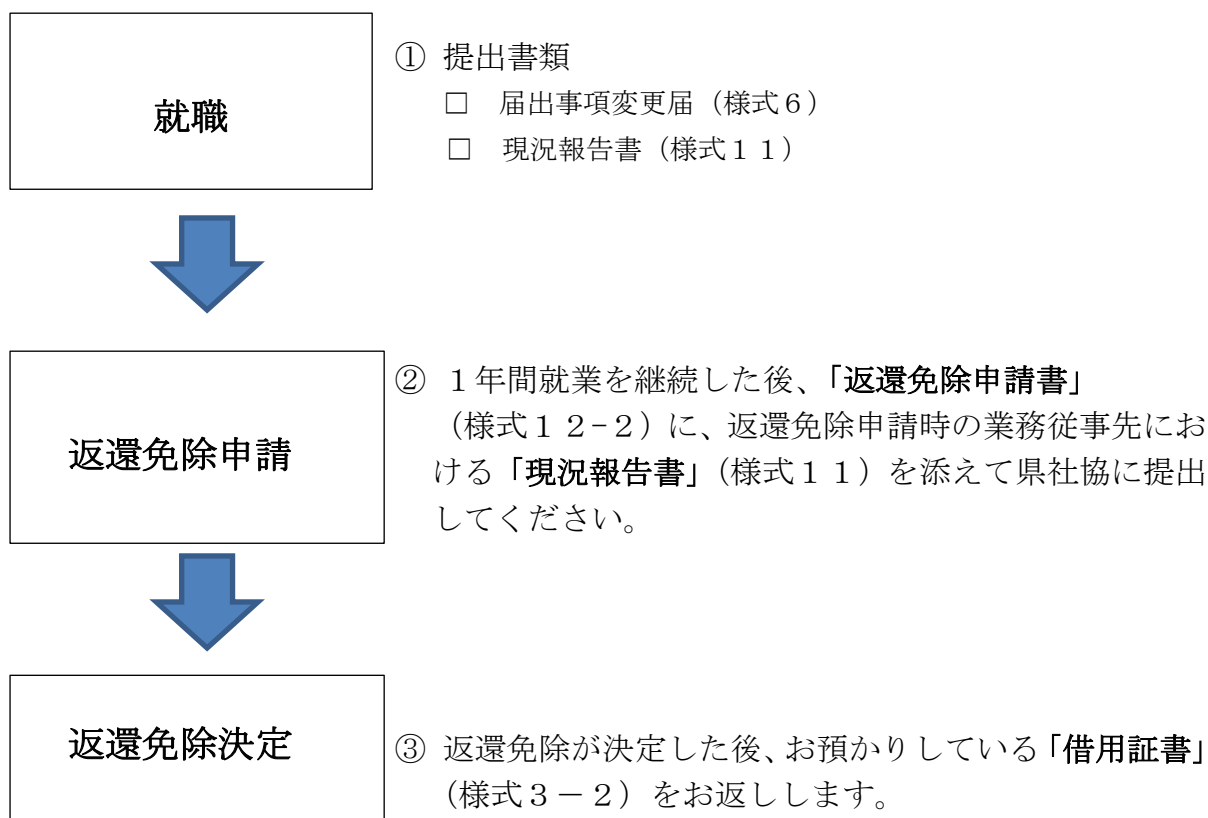 就職
① 提出書類
□ 届出事項変更届（様式６）
□ 現況報告書（様式１１）
返還免除申請
② １年間就業を継続した後、「返還免除申請書」
（様式１２-２）に、返還免除申請時の業務従事先にお
ける「現況報告書」（様式１１）を添えて県社協に提出
してください。
返還免除決定
③ 返還免除が決定した後、お預かりしている「借用証書」
（様式３－２）をお返しします。